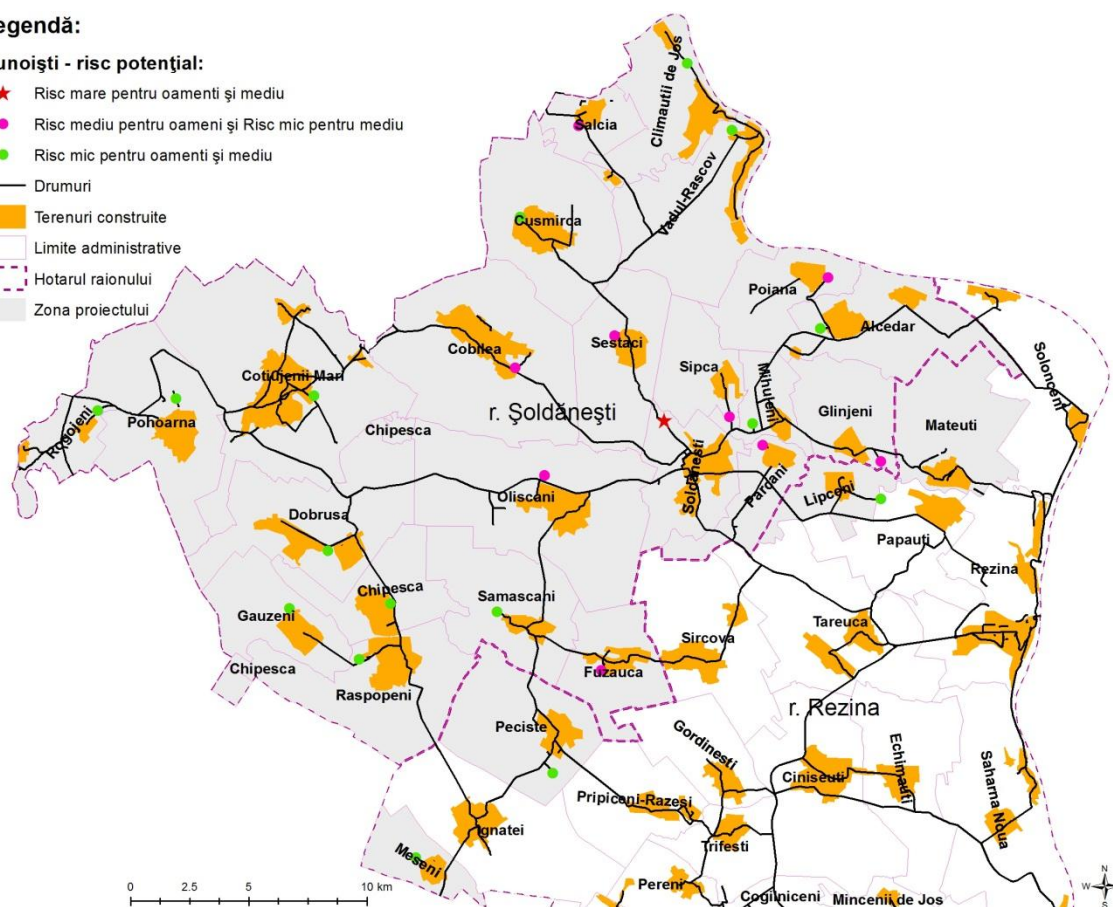 egendă:
unoişti - risc potenţial:
Risc mare pentru oamenti şi mediu
Risc mediu pentru oameni şi Risc mic pentru mediu
Risc mic pentru oamenti şi mediu
Drumuri
Terenuri construite
Limite administrative
Hotarul raionului
Zona proiectului
Climautii de Jos
Salcia
Vadul-Rascov
Cusmirca
Poiana
Alcedar
Cobilea
Sestaci
Solonceni
Sipca
Mihuleni
Cotiujenii Mari
r. Şoldăneşti
Glinjeni
Mateuti
Rogojeni
Pohoarna
Chipesca
Soldanesti
Pardani
Lipceni
Oliscani
Dobrusa
Papauti
Rezina
Chipesca
Samascani
Gauzeni
Tareuca
Sircova
Chipesca
Raspopeni
Fuzauca
r. Rezina
Peciste
Gordinesti
Ciniseuti
Echimauti
Saharna Noua
Pripiceni-Razesi
Ignatei
Trifesti
Meseni
Pereni
Cogilniceni
Mincenii de Jos
0 2.5 5 10 km
N
W
S